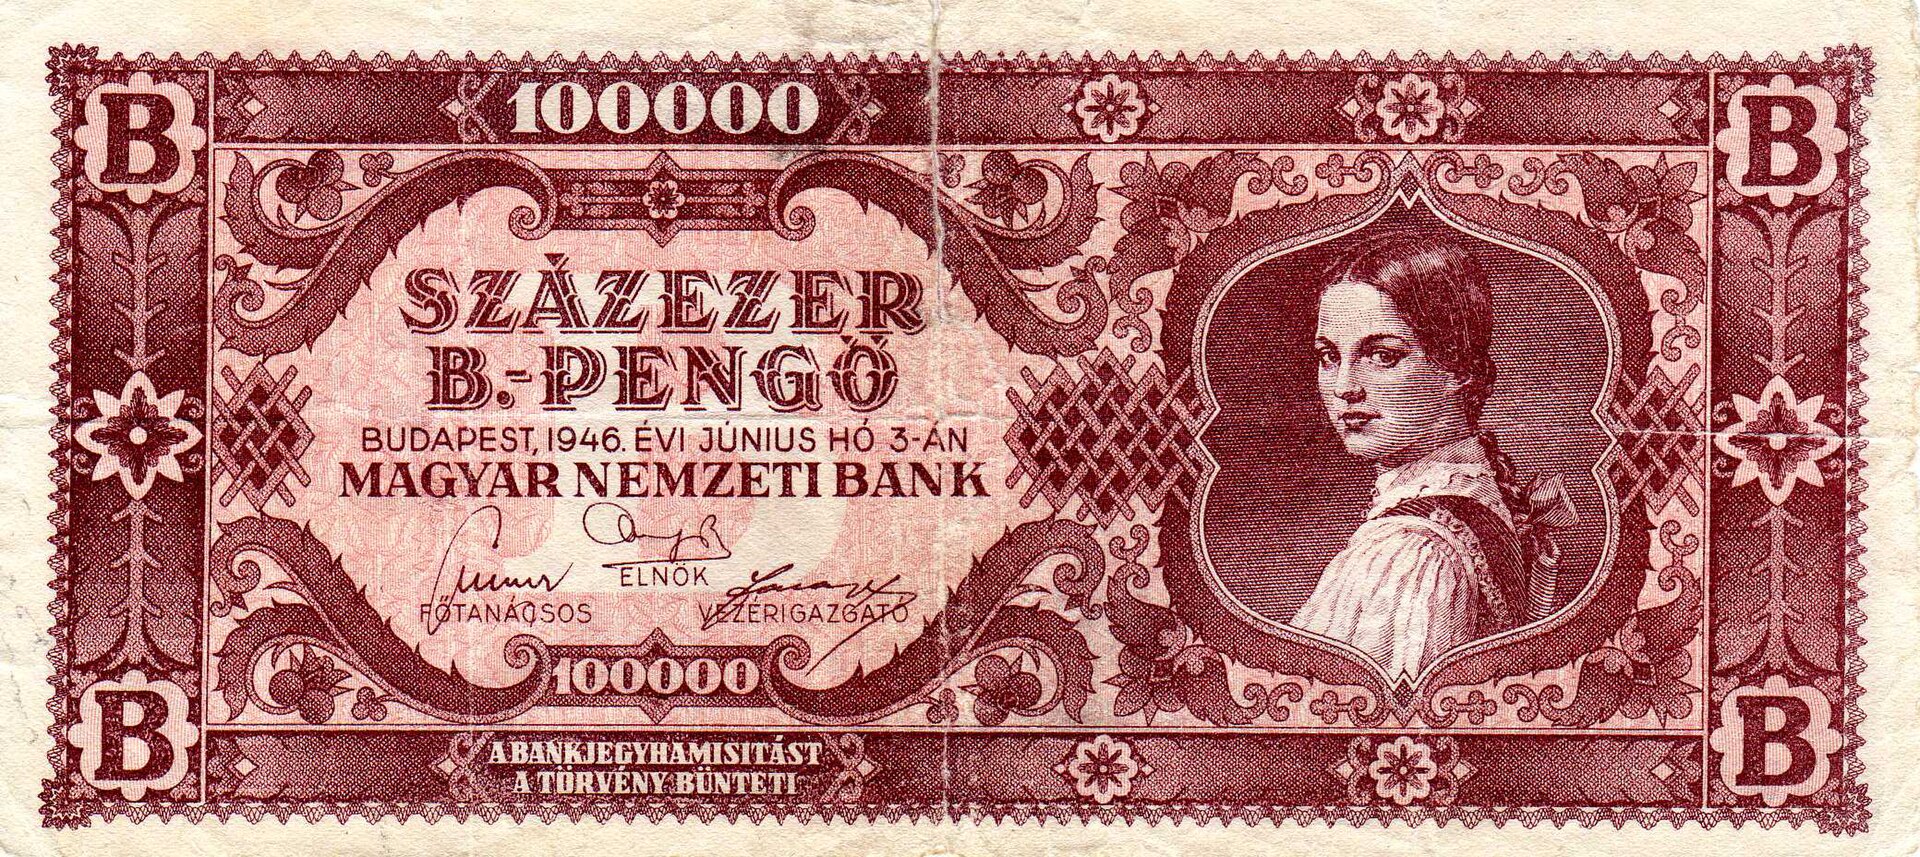 B
100000
B
SZÁZEZER
B.-PENGŐ
BUDAPEST, 1946. ÉVI JÚNIUS HÓ 3-ÁN
MAGYAR NEMZETI BANK
ELNÖK
FŐTANÁCSOS
VEZÉRIGAZGATÓ
100000
B
A BANKJEGYHAMISITÁST
A TÖRVÉNY BÜNTETI
B